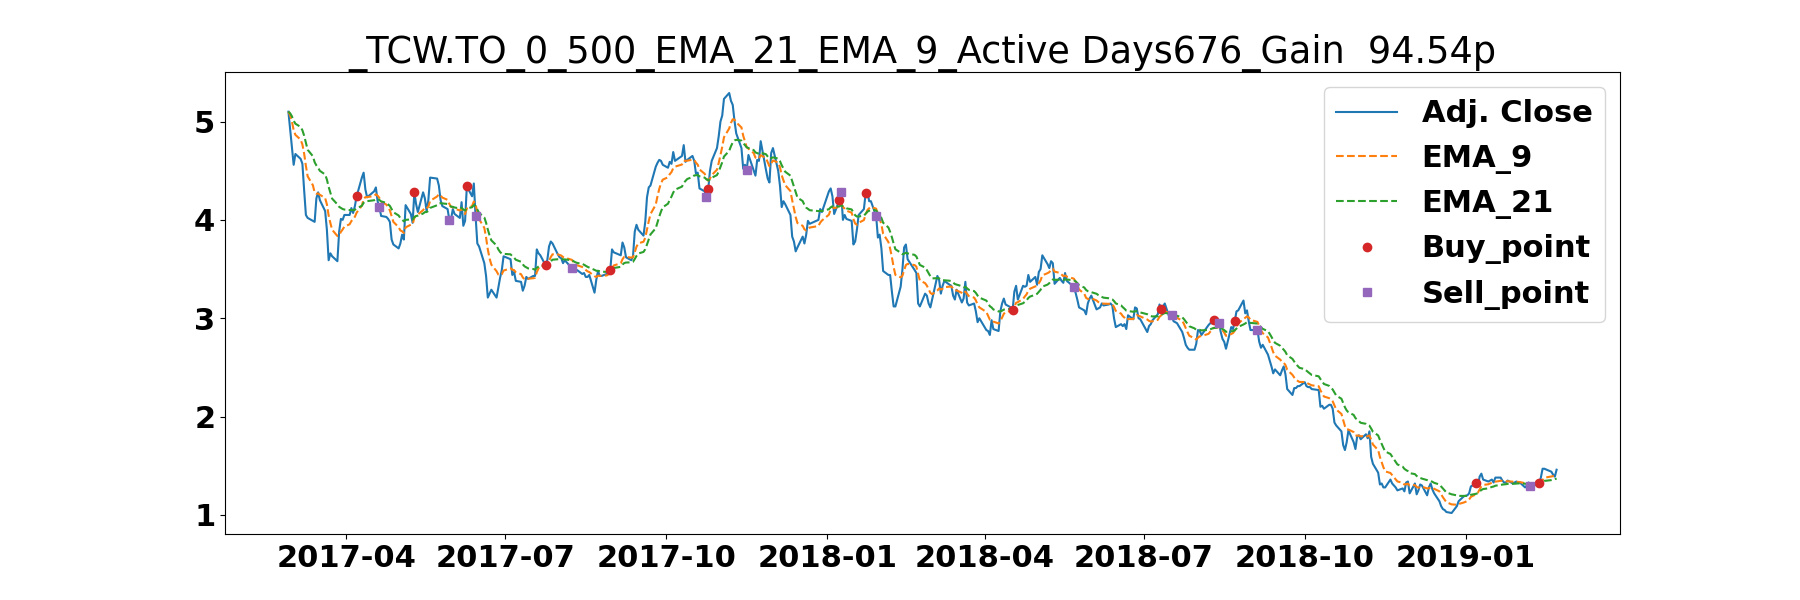 _TCW.TO_0_500_EMA_21_EMA_9_Active Days676_Gain  94.54p
5
4
3
2
1
Adj. Close
EMA_9
EMA_21
Buy_point
Sell_point
2017-04 2017-07 2017-10 2018-01 2018-04 2018-07 2018-10 2019-01